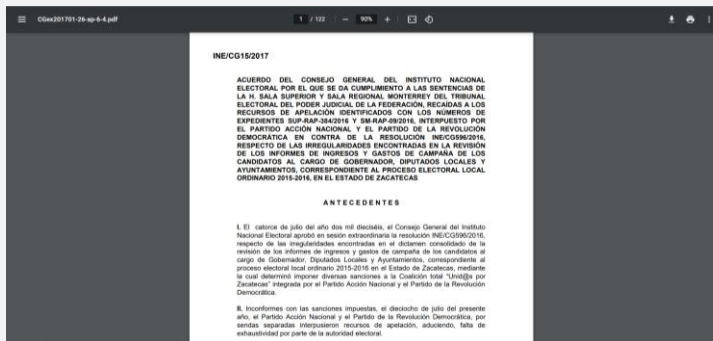 CGex201701-26-ap-6-4.pdf
1 / 123
90%
INE/CG15/2017
ACUERDO DEL CONSEJO GENERAL DEL INSTITUTO NACIONAL
ELECTORAL POR EL QUE SE DA CUMPLIMIENTO A LAS SENTENCIAS DE
LA H. SALA SUPERIOR Y SALA REGIONAL MONTERREY DEL TRIBUNAL
ELECTORAL DEL PODER JUDICIAL DE LA FEDERACIÓN, RECAÍDAS A LOS
RECURSOS DE APELACIÓN IDENTIFICADOS CON LOS NÚMEROS DE
EXPEDIENTES SUP-RAP-384/2016 Y SM-RAP-09/2016, INTERPUESTO POR
EL PARTIDO ACCIÓN NACIONAL Y EL PARTIDO DE LA REVOLUCIÓN
DEMOCRÁTICA EN CONTRA DE LA RESOLUCIÓN INE/CG596/2016,
RESPECTO DE LAS IRREGULARIDADES ENCONTRADAS EN LA REVISIÓN
DE LOS INFORMES DE INGRESOS Y GASTOS DE CAMPAÑA DE LOS
CANDIDATOS AL CARGO DE GOBERNADOR, DIPUTADOS LOCALES Y
AYUNTAMIENTOS, CORRESPONDIENTE AL PROCESO ELECTORAL LOCAL
ORDINARIO 2015-2016, EN EL ESTADO DE ZACATECAS
ANTECEDENTES
I. El catorce de julio del año dos mil dieciséis, el Consejo General del Instituto
Nacional Electoral aprobó en sesión extraordinaria la resolución INE/CG596/2016,
respecto de las irregularidades encontradas en el dictamen consolidado de la
revisión de los informes de ingresos y gastos de campaña de los candidatos al
cargo de Gobernador, Diputados Locales y Ayuntamientos, correspondiente al
proceso electoral local ordinario 2015-2016 en el Estado de Zacatecas, mediante
la cual determinó imponer diversas sanciones a la Coalición total "Unid@s por
Zacatecas" integrada por el Partido Acción Nacional y el Partido de la Revolución
Democrática.
II. Inconformes con las sanciones impuestas, el dieciocho de julio del presente
año, el Partido Acción Nacional y el Partido de la Revolución Democrática, por
sendas separadas interpusieron recursos de apelación, aduciendo, falta de
exhaustividad por parte de la autoridad electoral.